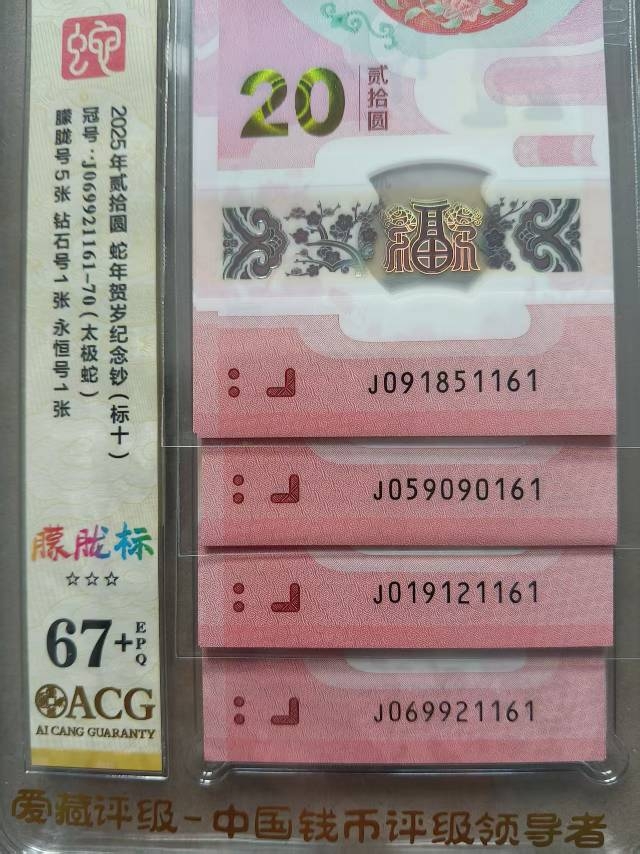 蛇
2025年贰拾圆 蛇年贺岁纪念钞(标十)
冠号:J069921161-70(太极蛇)
朦胧号5张 钻石号1张 永恒号1张
朦胧标
☆☆☆
67+EPQ
ACG
AI CANG GUARANTY
20
贰拾圆
福
J091851161
J059090161
J019121161
J069921161
爱藏评级-中国钱币评级领导者